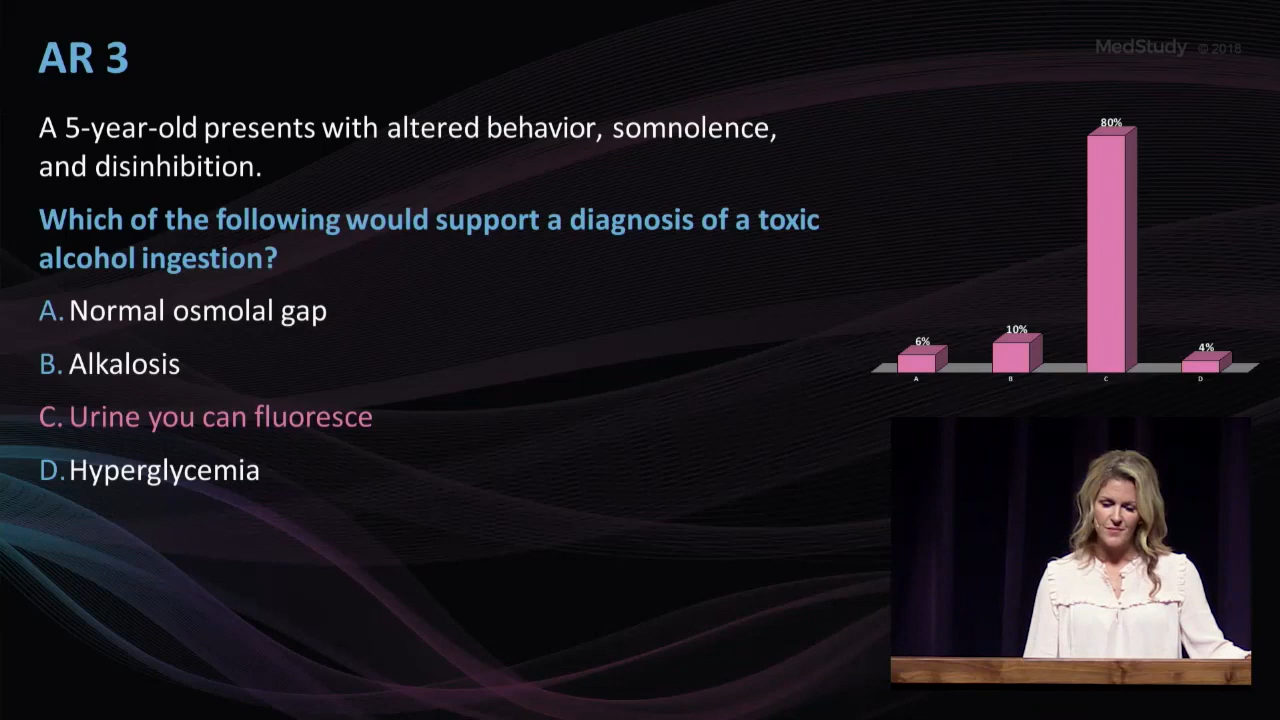 AR 3
MedStudy © 2018
A 5-year-old presents with altered behavior, somnolence,
and disinhibition.
Which of the following would support a diagnosis of a toxic
alcohol ingestion?
A. Normal osmolal gap
B. Alkalosis
C. Urine you can fluoresce
D. Hyperglycemia
80%
6%
10%
4%
A
B
C
D